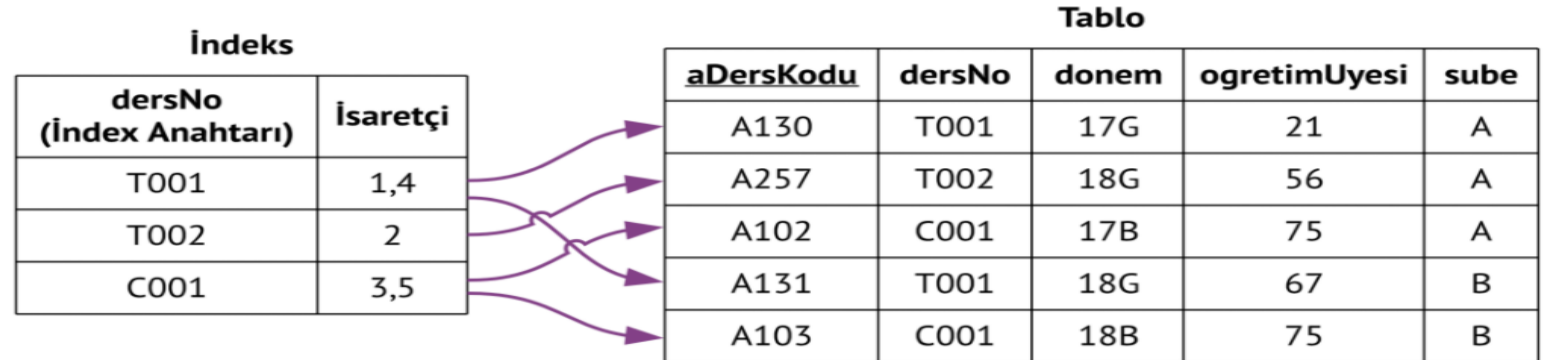 İndeks
dersNo
(İndex Anahtarı) İsaretçi
T001 1,4
T002 2
C001 3,5
Tablo
aDersKodu dersNo donem ogretimUyesi sube
A130 T001 17G 21 A
A257 T002 18G 56 A
A102 C001 17B 75 A
A131 T001 18G 67 B
A103 C001 18B 75 B